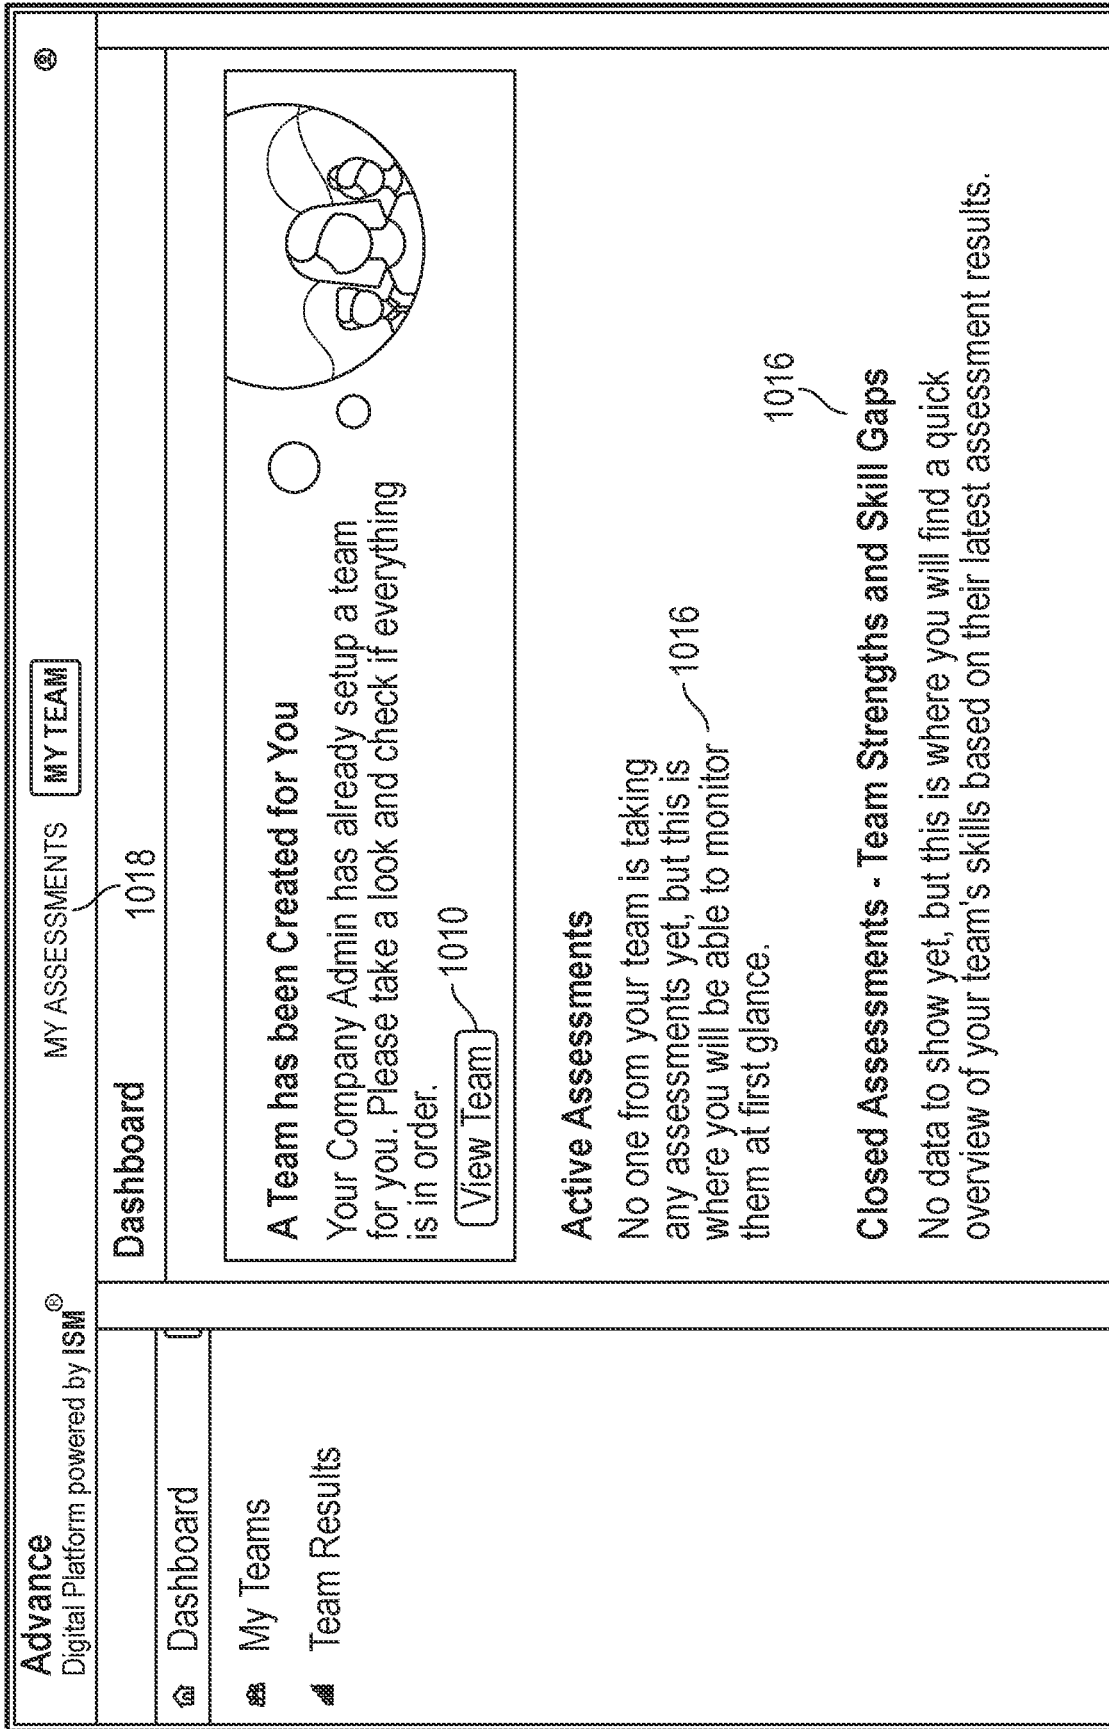 Advance
Digital Platform powered by ISM®
MY ASSESSMENTS
MY TEAM
1018
Dashboard
My Teams
Team Results
Dashboard
A Team has been Created for You
Your Company Admin has already setup a team
for you. Please take a look and check if everything
is in order.
View Team
1010
Active Assessments
No one from your team is taking
any assessments yet, but this is
where you will be able to monitor
them at first glance.
1016
1016
Closed Assessments - Team Strengths and Skill Gaps
No data to show yet, but this is where you will find a quick
overview of your team's skills based on their latest assessment results.